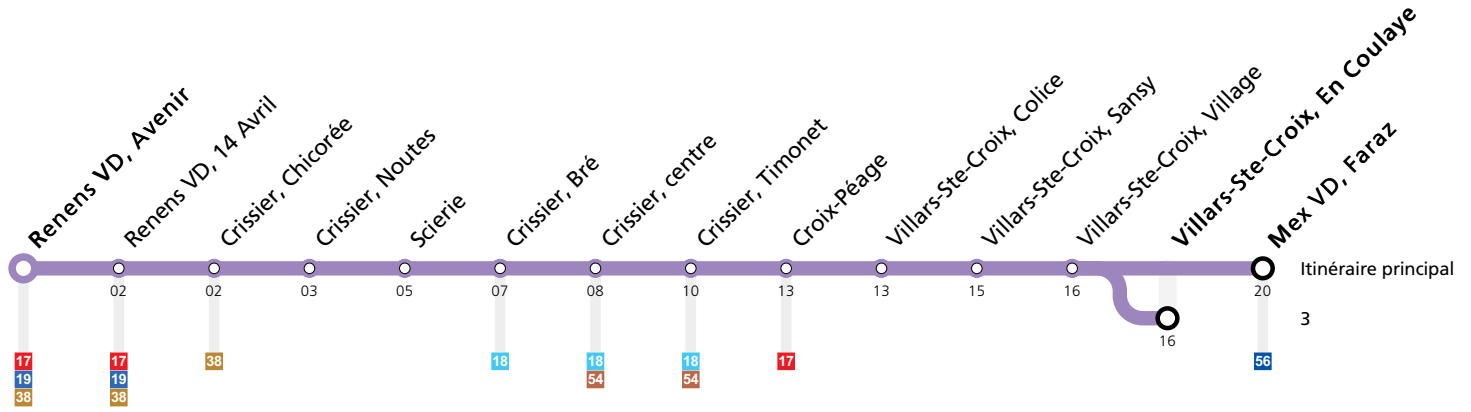 Renens VD, Avenir
Renens VD, 14 Avril
Crissier, Chicorée
Crissier, Noutes
Scierie
Crissier, Bré
Crissier, centre
Crissier, Timonet
Croix-Péage
Villars-Ste-Croix, Colice
Villars-Ste-Croix, Sansy
Villars-Ste-Croix, Village
Villars-Ste-Croix, En Coulaye
Mex VD, Faraz
Itinéraire principal
02 02 03 05 07 08 10 13 13 15 16 20
3
16
17 17 38 18 18 18 17 56
19 19 54 54
38 38